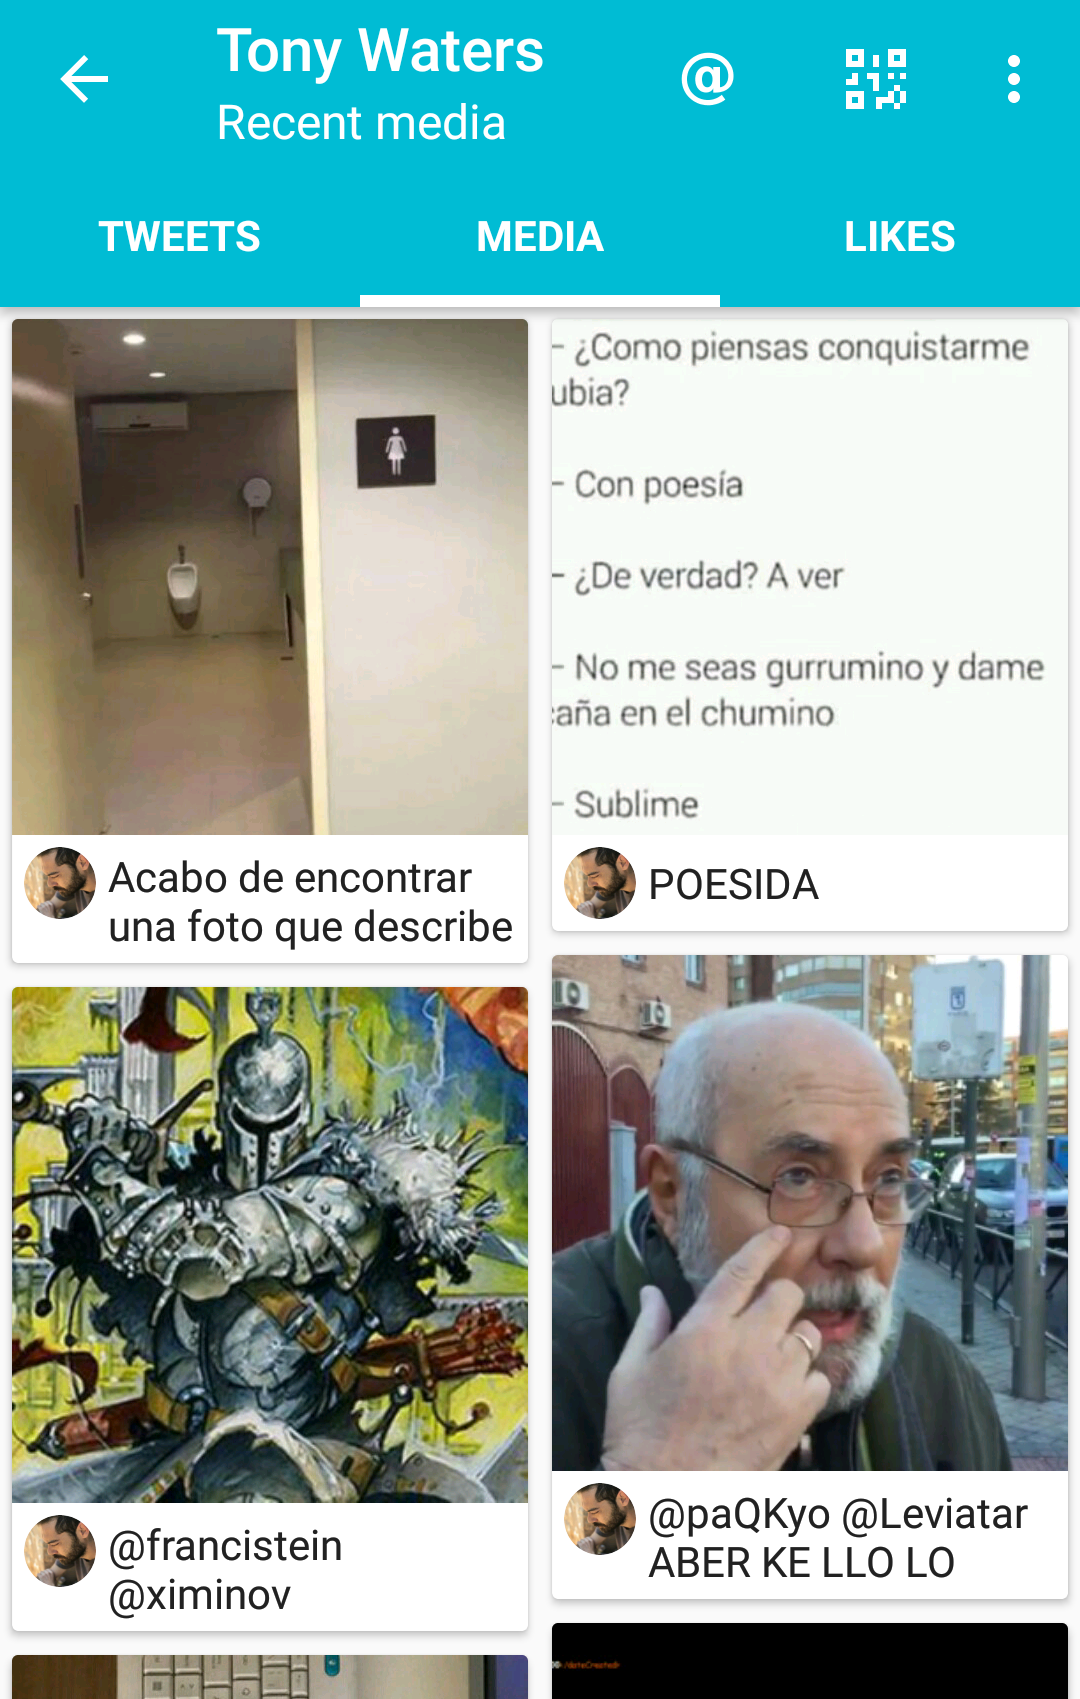 Tony Waters
Recent media
TWEETS
MEDIA
LIKES
- ¿Como piensas conquistarme
ubia?
- Con poesía
- ¿De verdad? A ver
- No me seas gurrumino y dame
caña en el chumino
- Sublime
Acabo de encontrar
una foto que describe
POESIDA
@francistein
@ximinov
@paQKyo @Leviatar
ABER KE LLO LO
/dateCreated>